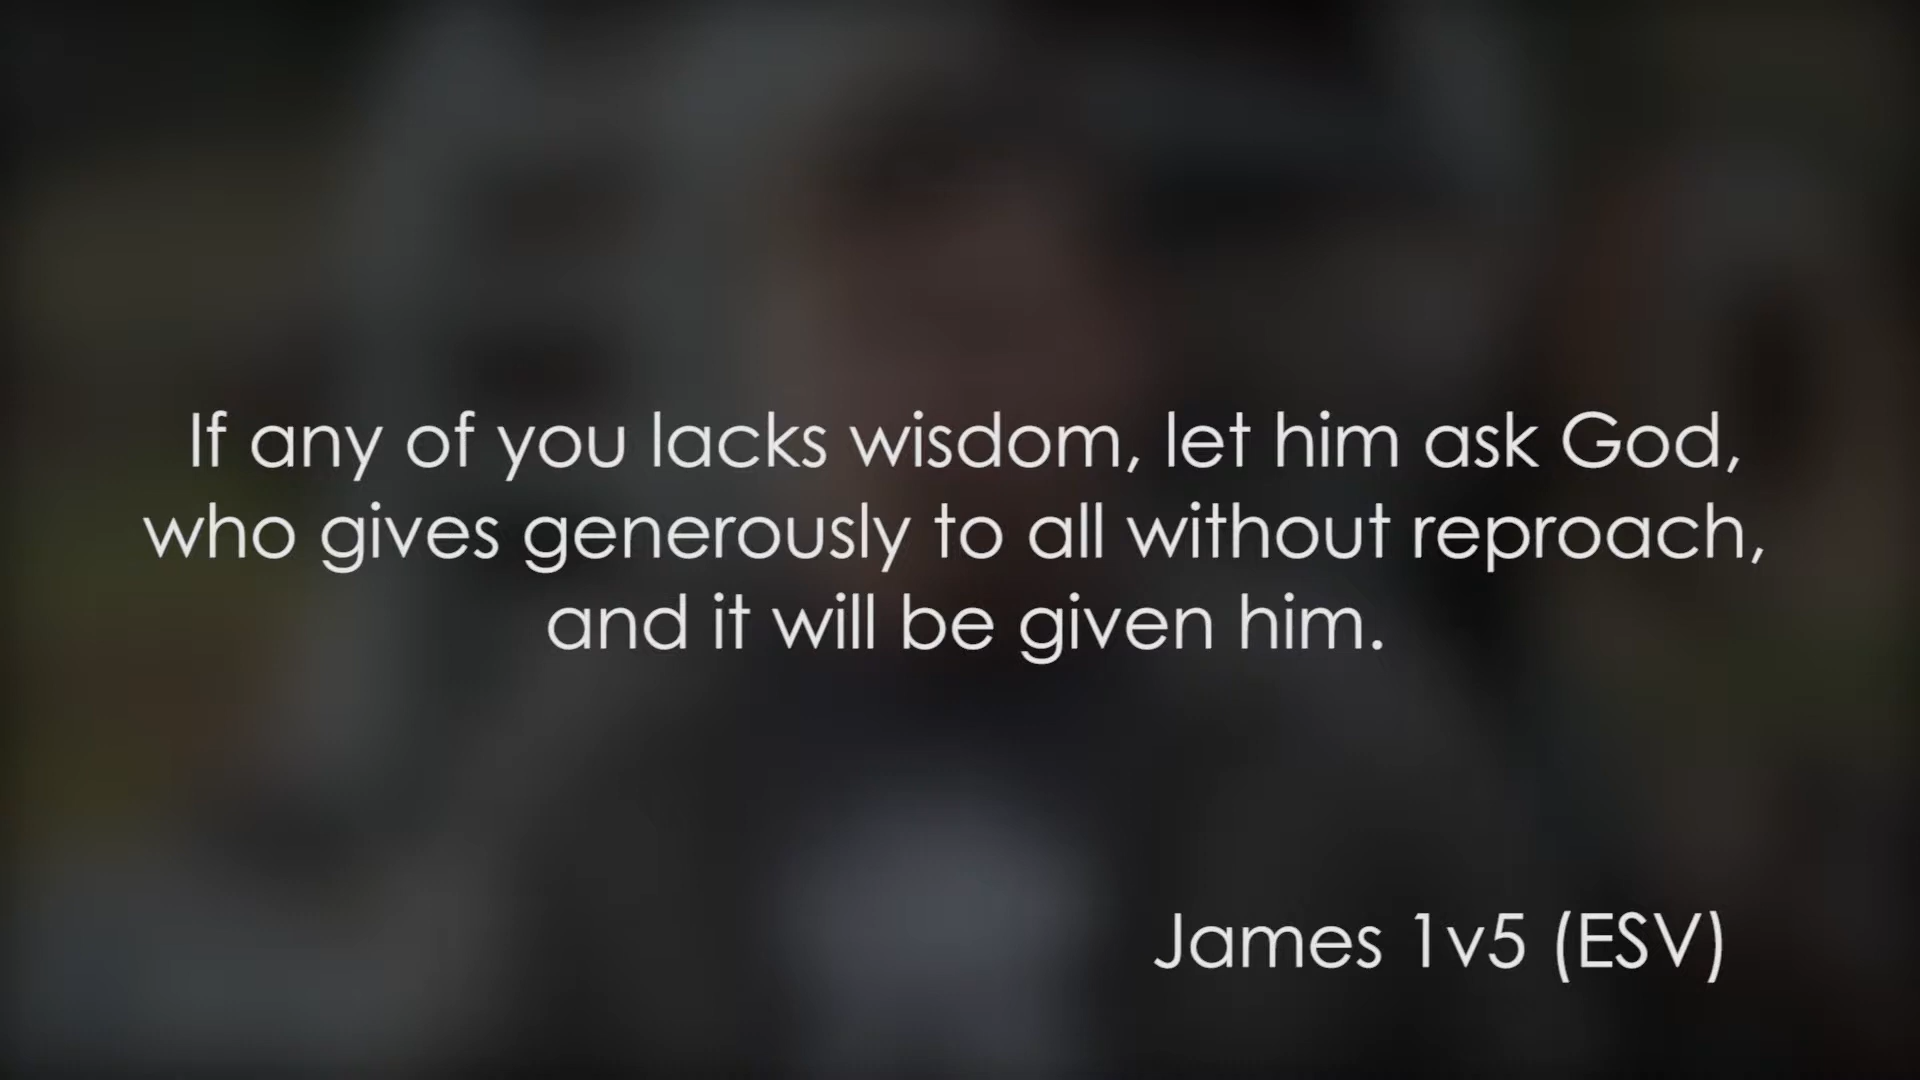 If any of you lacks wisdom, let him ask God,
who gives generously to all without reproach,
and it will be given him.
James 1v5 (ESV)